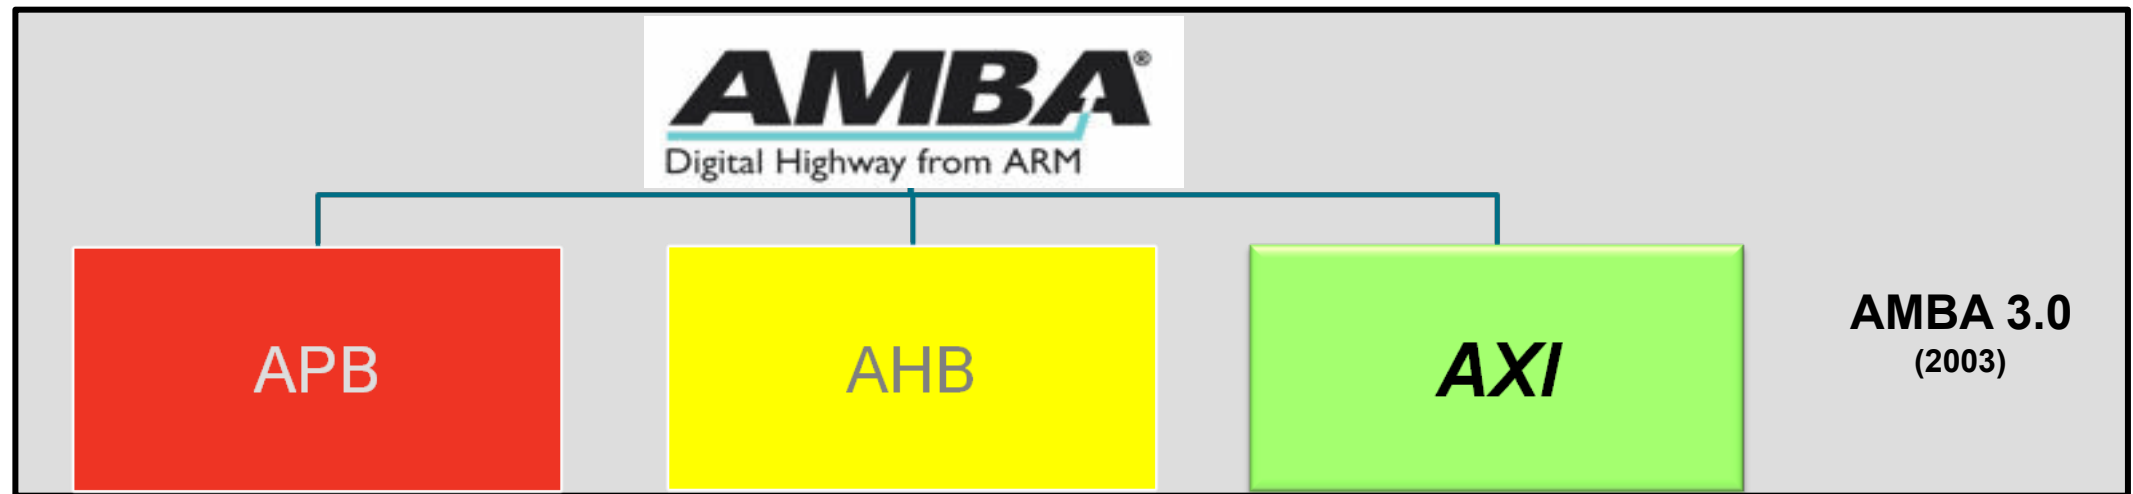 AMBA®
Digital Highway from ARM
APB
AHB
AXI
AMBA 3.0
(2003)